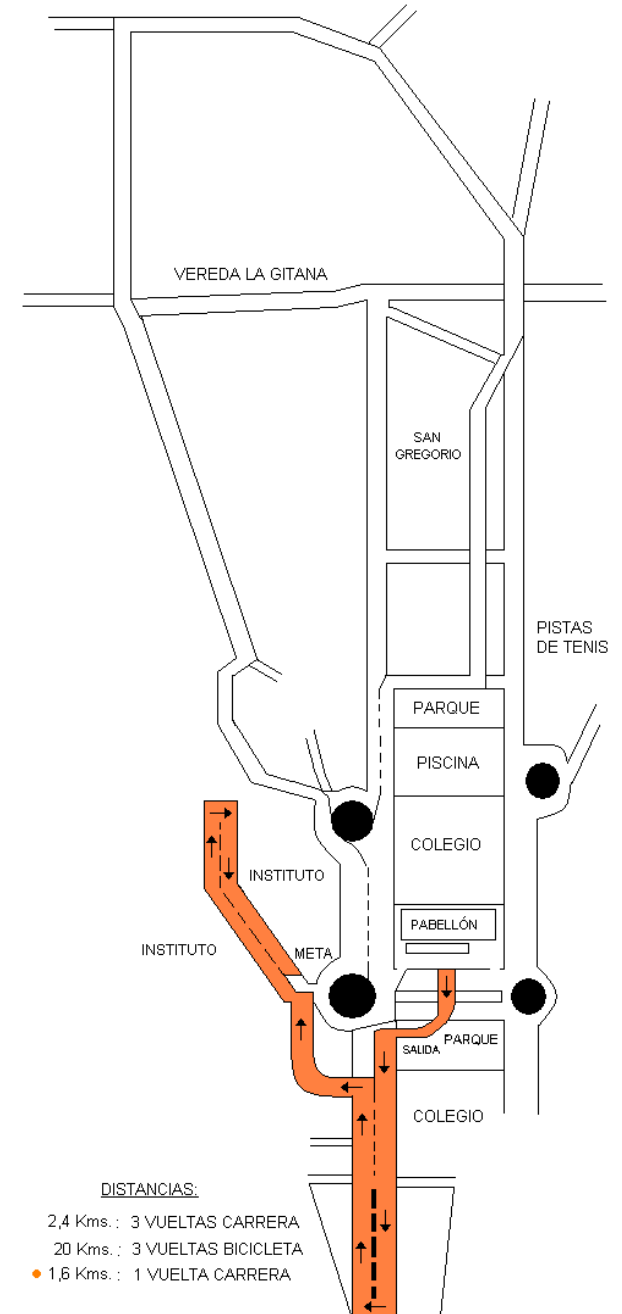 VEREDA LA GITANA
SAN
GREGORIO
PISTAS
DE TENIS
PARQUE
PISCINA
COLEGIO
INSTITUTO
PABELLÓN
INSTITUTO
META
SALIDA
PARQUE
COLEGIO
DISTANCIAS:
2,4 Kms. : 3 VUELTAS CARRERA
20 Kms. : 3 VUELTAS BICICLETA
1,6 Kms. : 1 VUELTA CARRERA